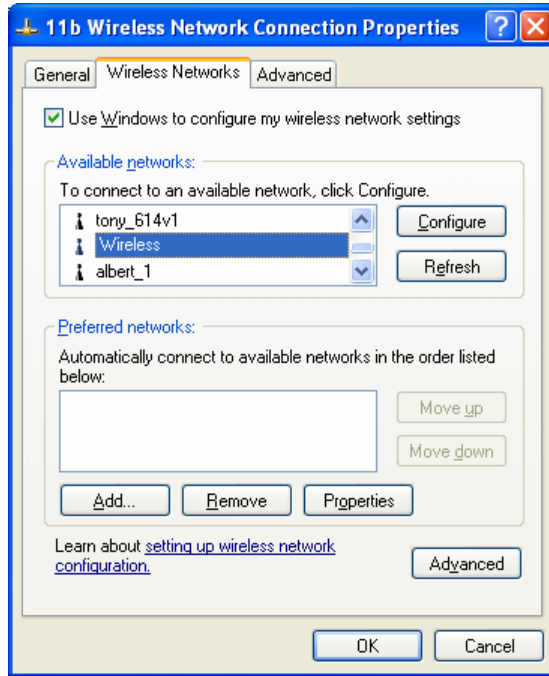 11b Wireless Network Connection Properties
General Wireless Networks Advanced
Use Windows to configure my wireless network settings
Available networks:
To connect to an available network, click Configure.
tony_614v1
Wireless
albert_1
Configure
Refresh
Preferred networks:
Automatically connect to available networks in the order listed
below:
Move up
Move down
Add... Remove Properties
Learn about setting up wireless network
configuration.
Advanced
OK Cancel